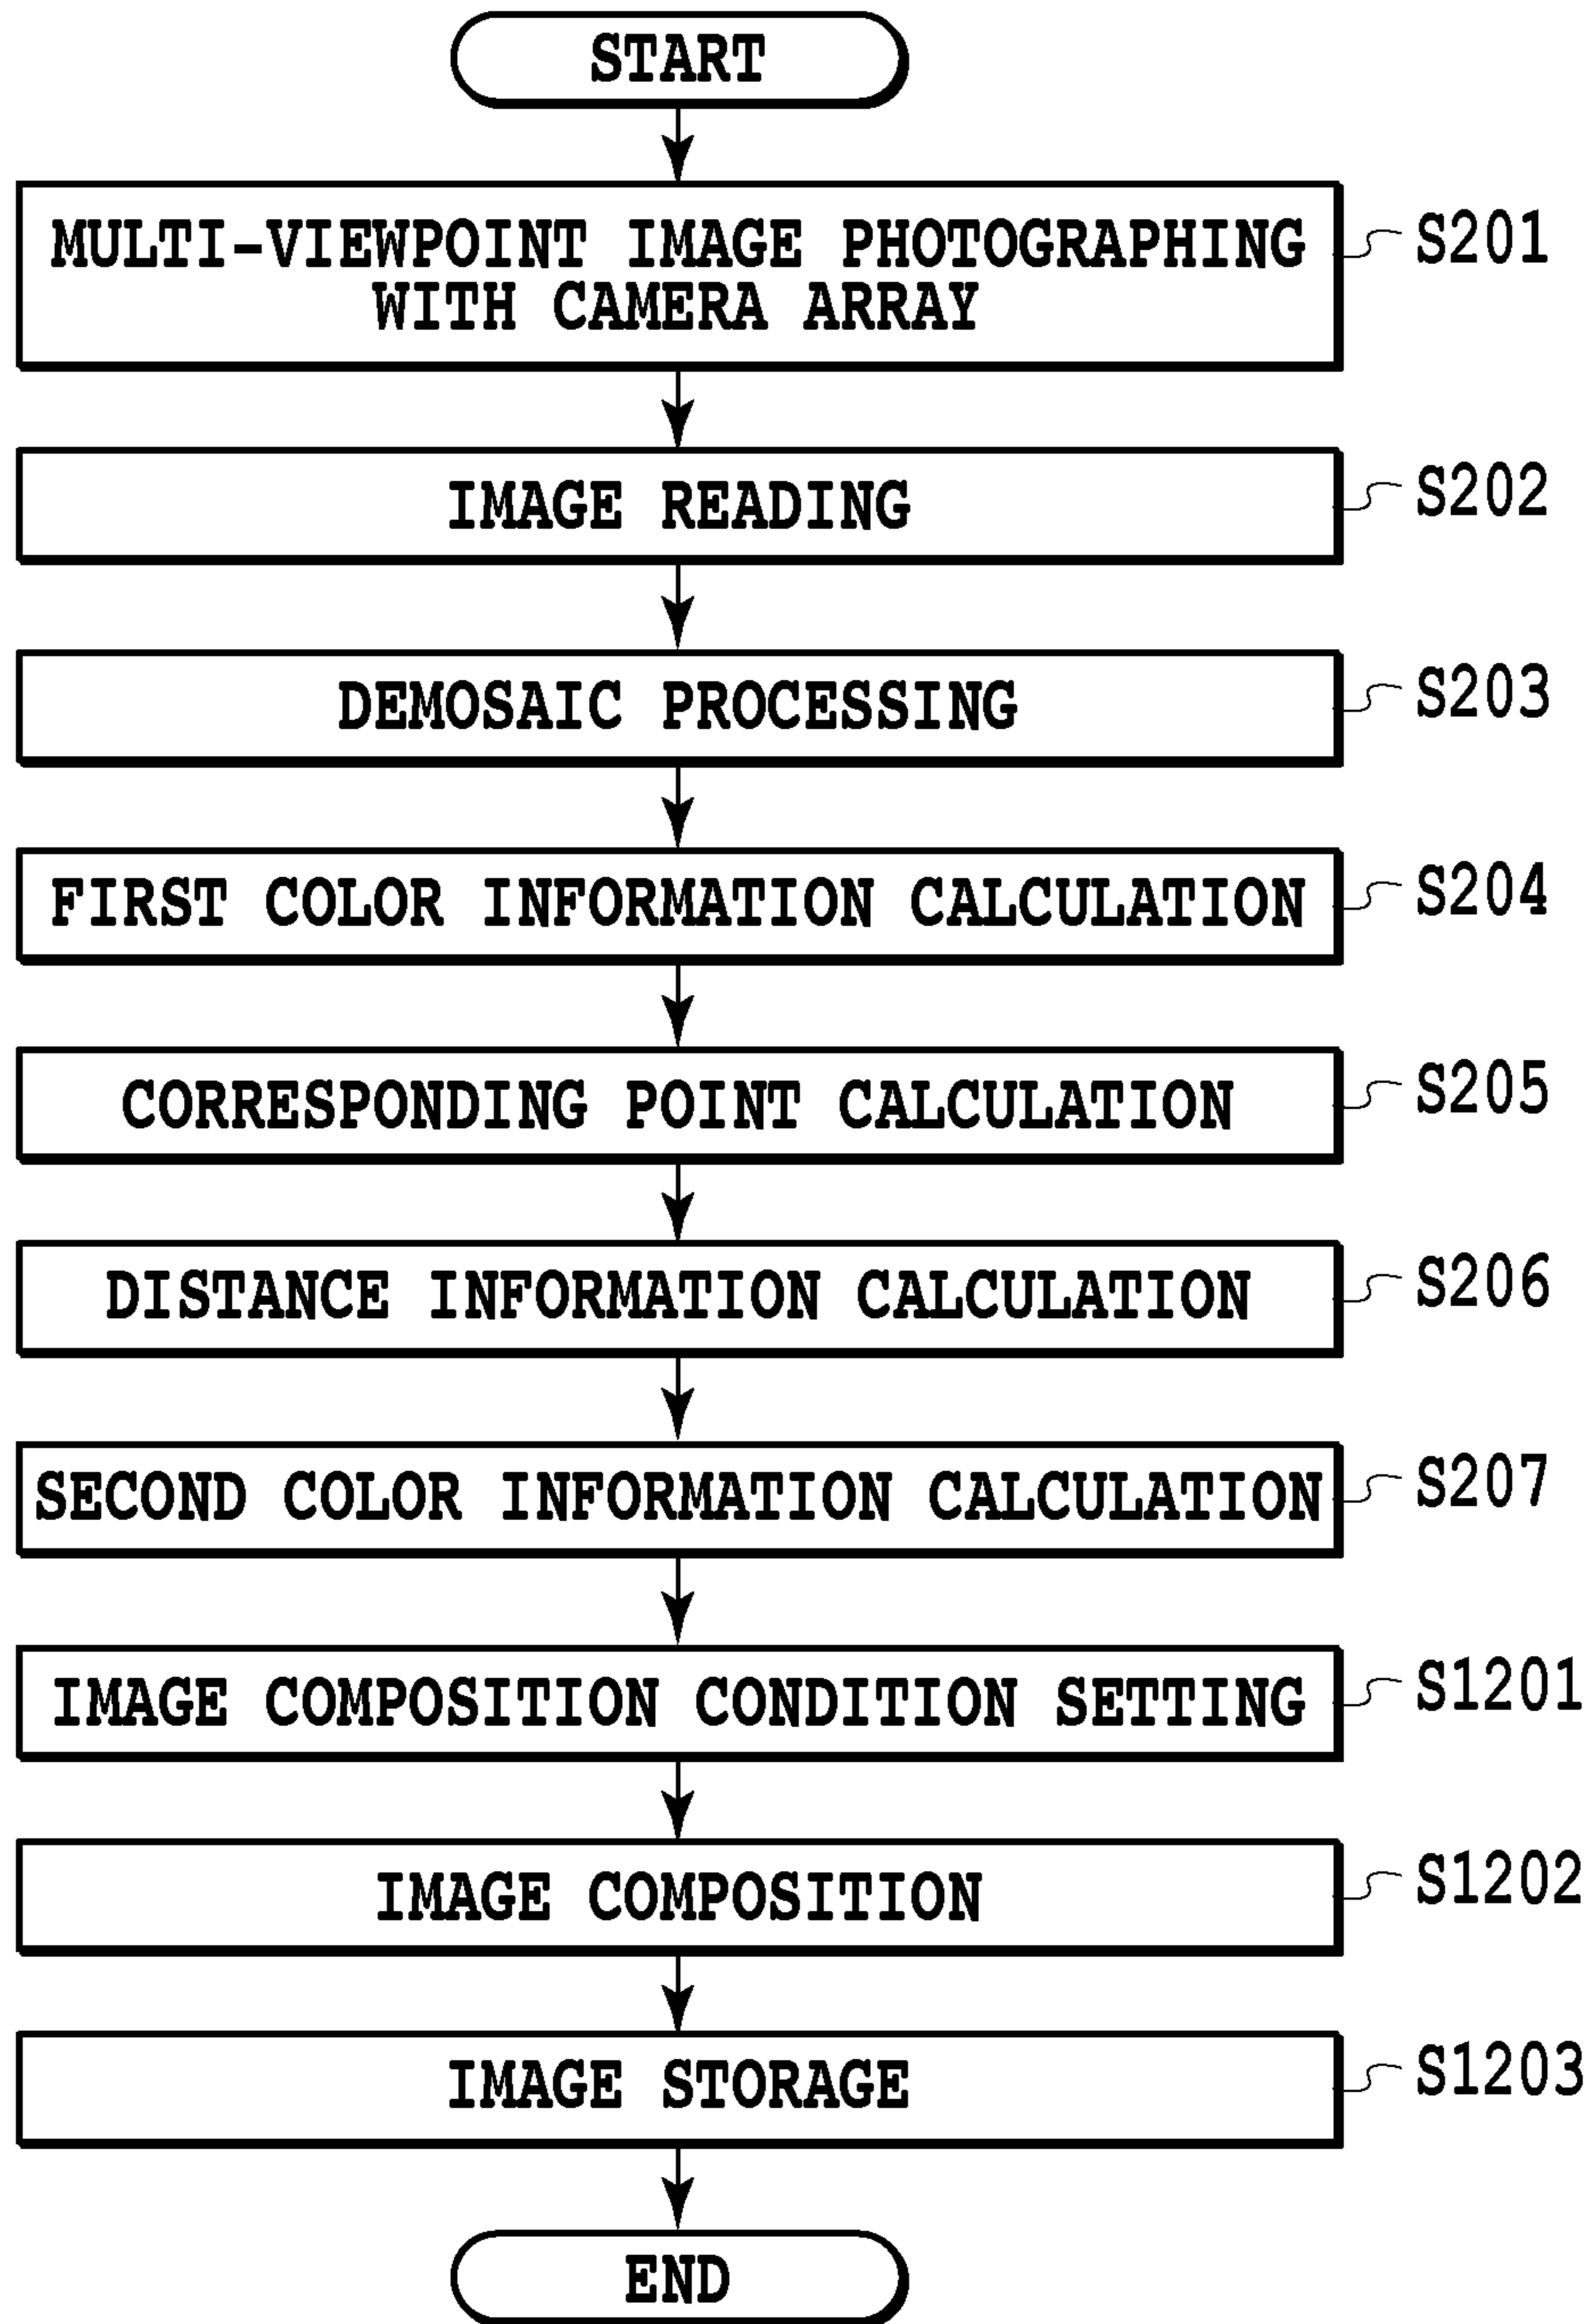 START
MULTI-VIEWPOINT IMAGE PHOTOGRAPHING
WITH CAMERA ARRAY
S201
IMAGE READING
S202
DEMOSAIC PROCESSING
S203
FIRST COLOR INFORMATION CALCULATION
S204
CORRESPONDING POINT CALCULATION
S205
DISTANCE INFORMATION CALCULATION
S206
SECOND COLOR INFORMATION CALCULATION
S207
IMAGE COMPOSITION CONDITION SETTING
S1201
IMAGE COMPOSITION
S1202
IMAGE STORAGE
S1203
END